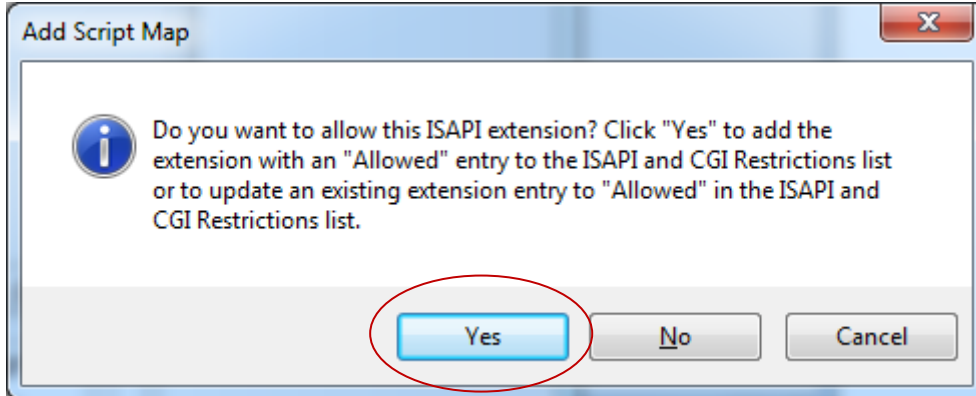 Add Script Map
Do you want to allow this ISAPI extension? Click "Yes" to add the
extension with an "Allowed" entry to the ISAPI and CGI Restrictions list
or to update an existing extension entry to "Allowed" in the ISAPI and
CGI Restrictions list.
Yes No Cancel